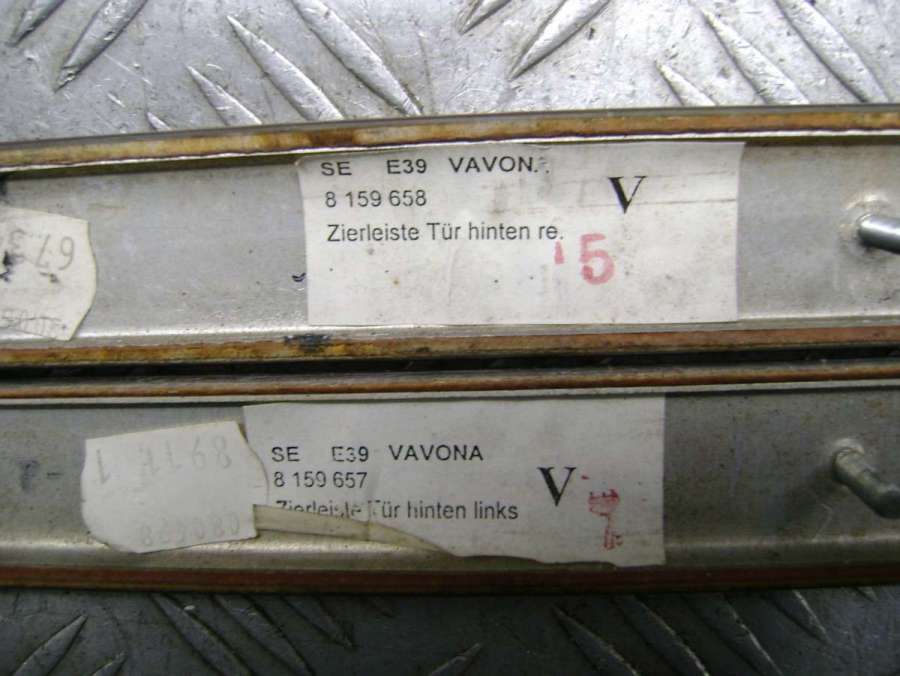 SE E39 VAVON
8 159 658
V
Zierleiste Tür hinten re.
5
67
SE E39 VAVONA
8 159 657
V
Zierleiste Tür hinten links